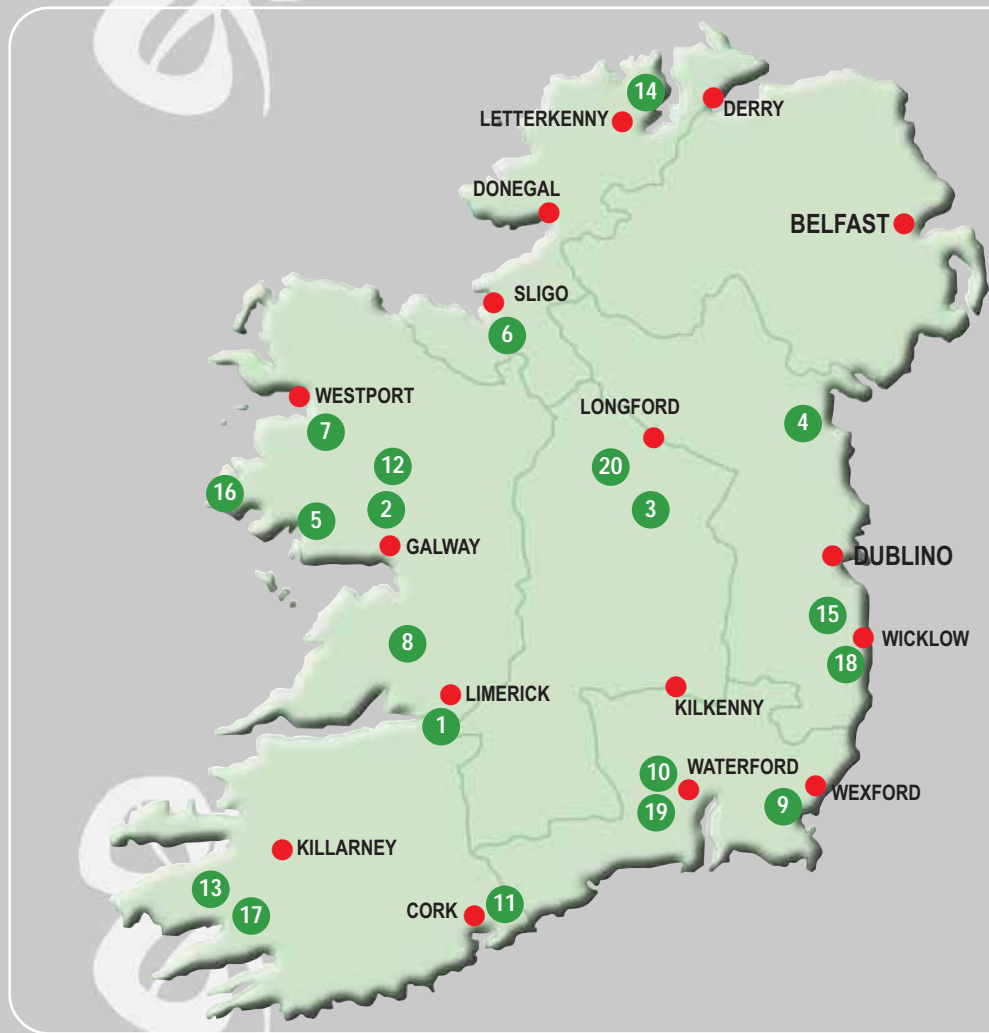 14
DERRY
LETTERKENNY
DONEGAL
BELFAST
SLIGO
6
WESTPORT
LONGFORD
7
4
12
20
16
2
3
5
GALWAY
DUBLINO
15
8
WICKLOW
18
LIMERICK
KILKENNY
1
10
WATERFORD
WEXFORD
19
9
KILLARNEY
13
17
CORK
11